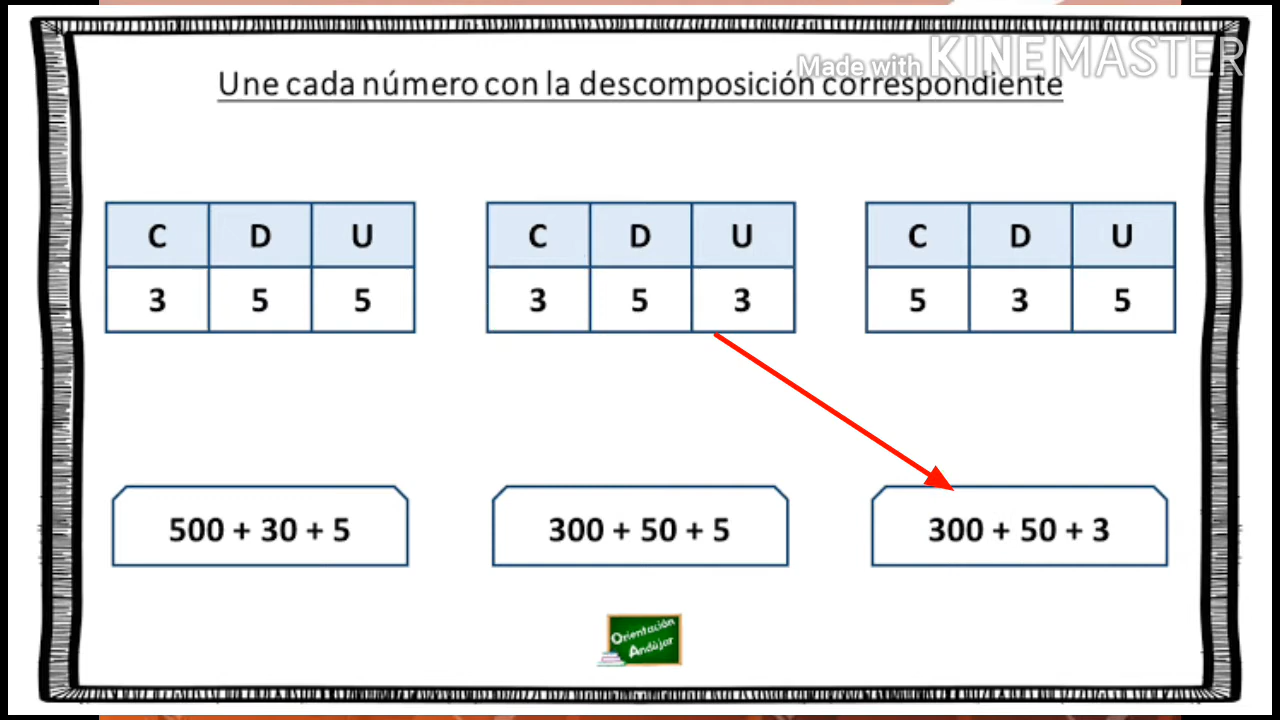 Made with KINEMASTER
Une cada número con la descomposición correspondiente
C D U C D U C D U
3 5 5 3 5 3 5 3 5
500 + 30 + 5 300 + 50 + 5 300 + 50 + 3
Orientación
Andújar